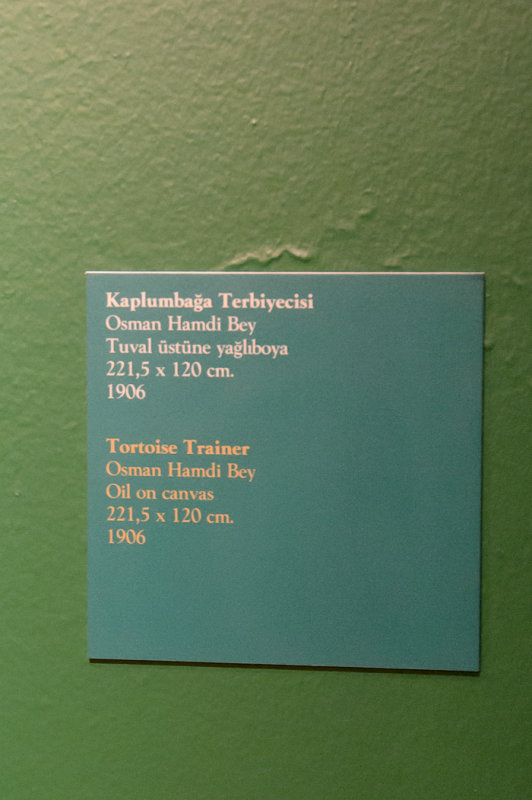 Kaplumbağa Terbiyecisi
Osman Hamdi Bey
Tuval üstüne yağlıboya
221,5 x 120 cm.
1906
Tortoise Trainer
Osman Hamdi Bey
Oil on canvas
221,5 x 120 cm.
1906